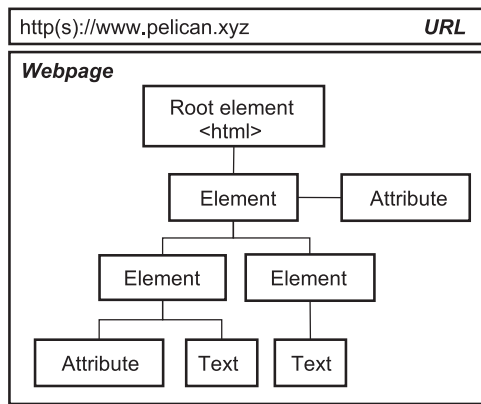 http(s)://www.pelican.xyz URL
Webpage
Root element
<html>
Element Attribute
Element Element
Attribute Text Text